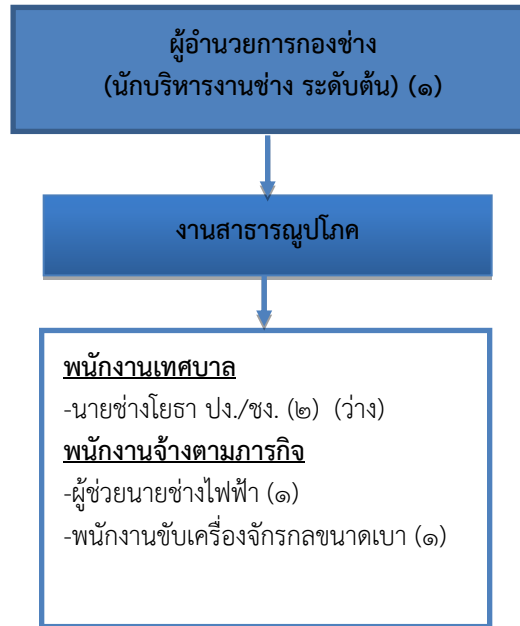 ผู้อำนวยการกองช่าง
(นักบริหารงานช่าง ระดับต้น) (๑)
งานสาธารณูปโภค
พนักงานเทศบาล
-นายช่างโยธา ปง./ชง. (๒) (ว่าง)
พนักงานจ้างตามภารกิจ
-ผู้ช่วยนายช่างไฟฟ้า (๑)
-พนักงานขับเครื่องจักรกลขนาดเบา (๑)